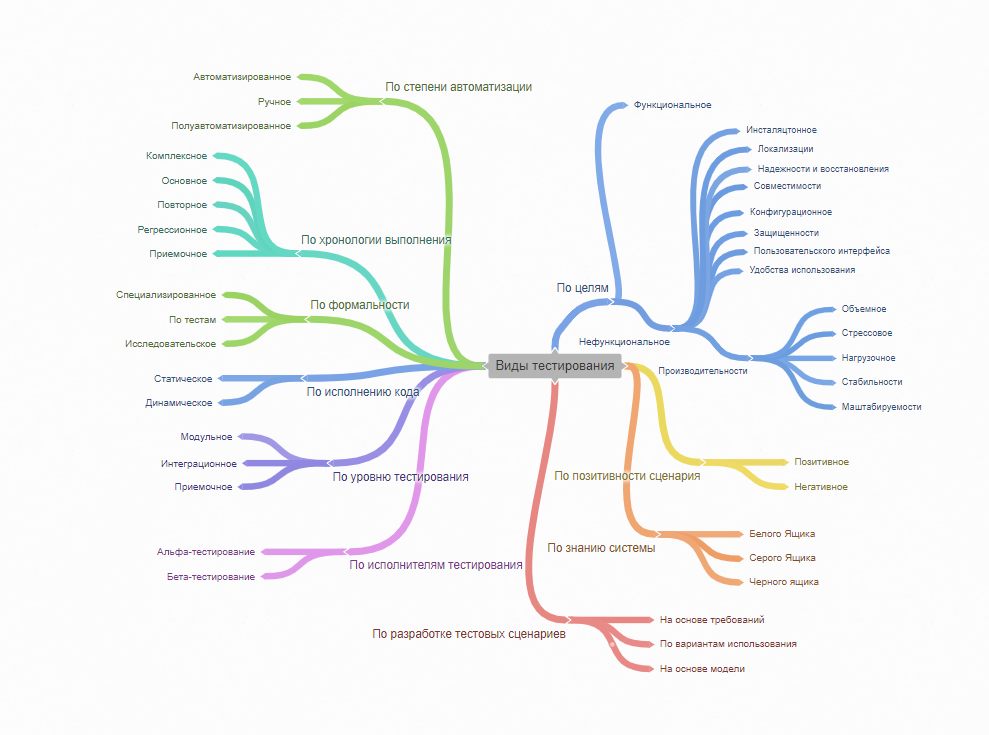 Виды тестирования
По степени автоматизации
Автоматизированное
Ручное
Полуавтоматизированное
По хронологии выполнения
Комплексное
Основное
Повторное
Регрессионное
Приемочное
По формальности
Специализированное
По тестам
Исследовательское
По исполнению кода
Статическое
Динамическое
По уровню тестирования
Модульное
Интеграционное
Приемочное
По исполнителям тестирования
Альфа-тестирование
Бета-тестирование
По целям
Функциональное
Нефункциональное
Инсталяцтонное
Локализации
Надежности и восстановления
Совместимости
Конфигурационное
Защищенности
Пользовательского интерфейса
Удобства использования
Производительности
Объемное
Стрессовое
Нагрузочное
Стабильности
Маштабируемости
По позитивности сценария
Позитивное
Негативное
По знанию системы
Белого Ящика
Серого Ящика
Черного ящика
По разработке тестовых сценариев
На основе требований
По вариантам использования
На основе модели